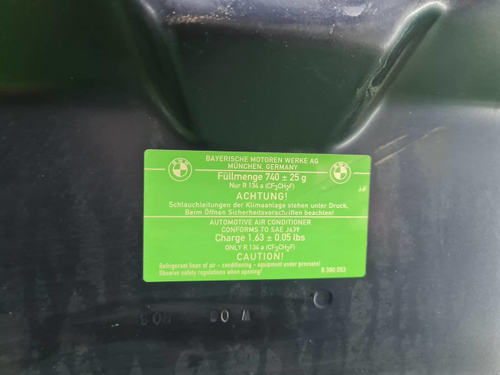 BAYERISCHE MOTOREN WERKE AG
MÜNCHEN, GERMANY
Füllmenge 740 ± 25 g
Nur R 134 a (CF₃CH₂F)
ACHTUNG!
Schlauchleitungen der Klimaanlage stehen unter Druck.
Beim Öffnen Sicherheitsvorschriften beachten!
AUTOMOTIVE AIR CONDITIONER
CONFORMS TO SAE J639
Charge 1.63 ± 0.05 lbs
ONLY R 134 a (CF₃CH₂F)
CAUTION!
Refrigerant lines of air - conditioning - equipment under pressure!
Observe safety regulations when opening!